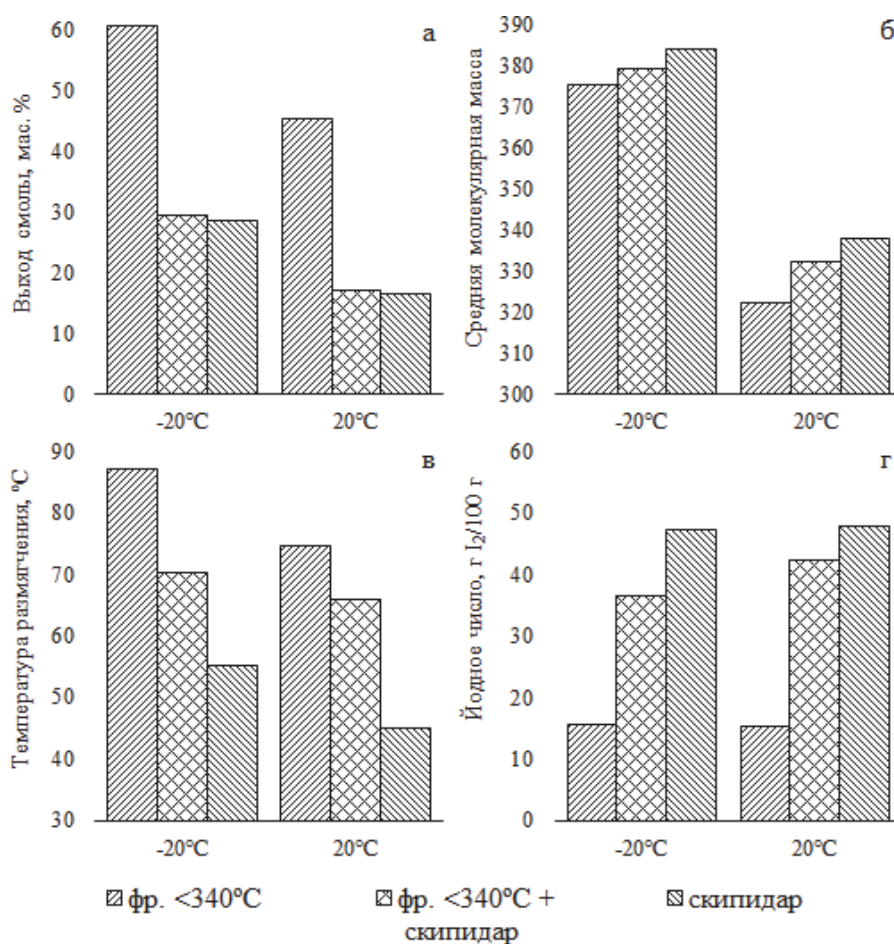 а
Выход смолы, мас. %
60
50
40
30
20
10
0
-20°C
20°C
б
Средняя молекулярная масса
390
380
370
360
350
340
330
320
310
300
-20°C
20°C
в
Температура размягчения, °C
90
80
70
60
50
40
30
-20°C
20°C
г
Йодное число, г I₂/100 г
60
50
40
30
20
10
0
-20°C
20°C
фр. <340°C
фр. <340°C +
скипидар
скипидар